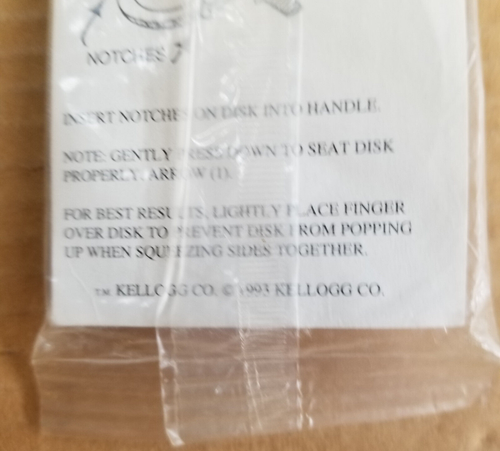 NOTCHES
INSERT NOTCHES ON DISK INTO HANDLE.
NOTE: GENTLY PRESS DOWN TO SEAT DISK
PROPERLY. ARROW (1).
FOR BEST RESULTS, LIGHTLY PLACE FINGER
OVER DISK TO PREVENT DISK FROM POPPING
UP WHEN SQUEEZING SIDES TOGETHER.
™ KELLOGG CO. © 1993 KELLOGG CO.